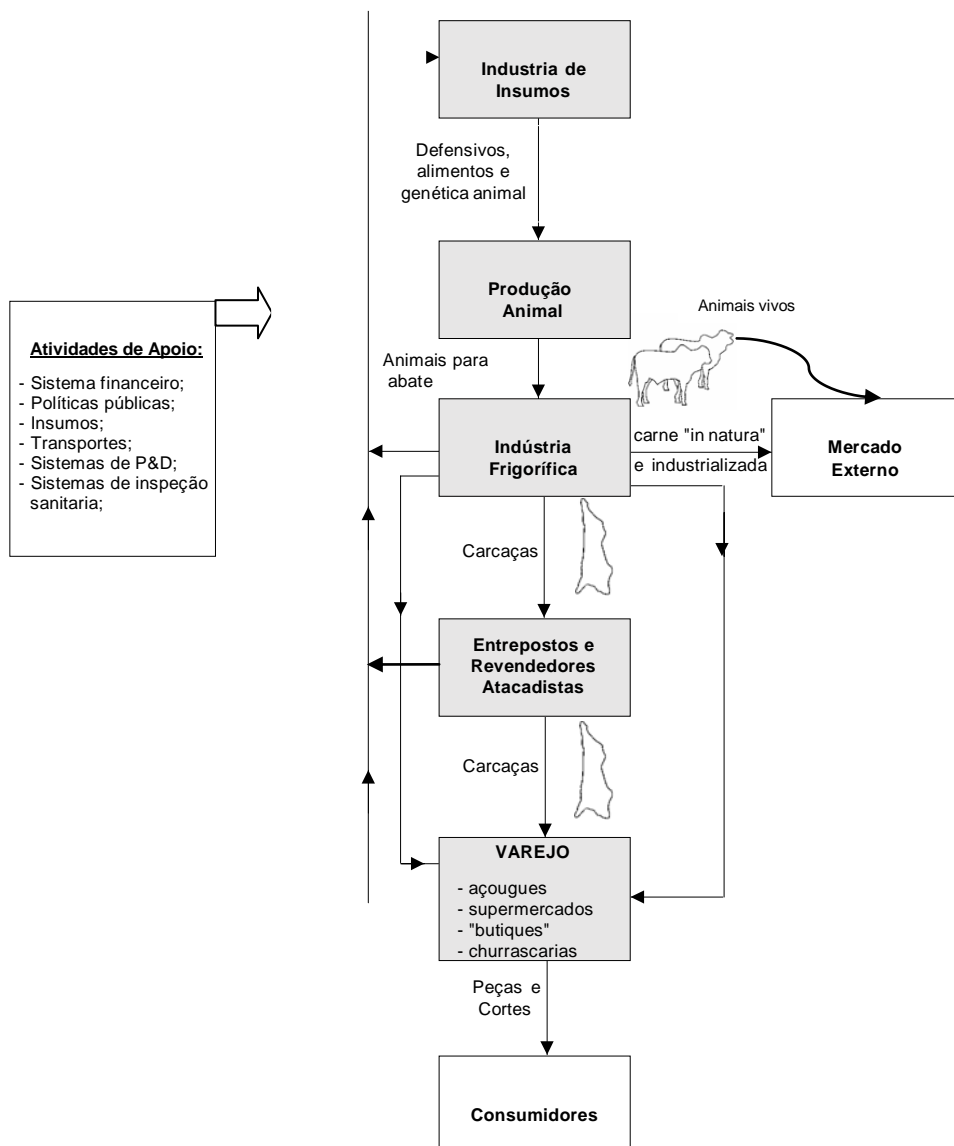 Industria de
Insumos
Defensivos,
alimentos e
genética animal
Produção
Animal
Animais vivos
Atividades de Apoio:
- Sistema financeiro;
- Políticas públicas;
- Insumos;
- Transportes;
- Sistemas de P&D;
- Sistemas de inspeção
sanitaria;
Animais para
abate
Indústria
Frigorífica
carne "in natura"
e industrializada
Mercado
Externo
Carcaças
Entrepostos e
Revendedores
Atacadistas
Carcaças
VAREJO
- açougues
- supermercados
- "butiques"
- churrascarias
Peças e
Cortes
Consumidores